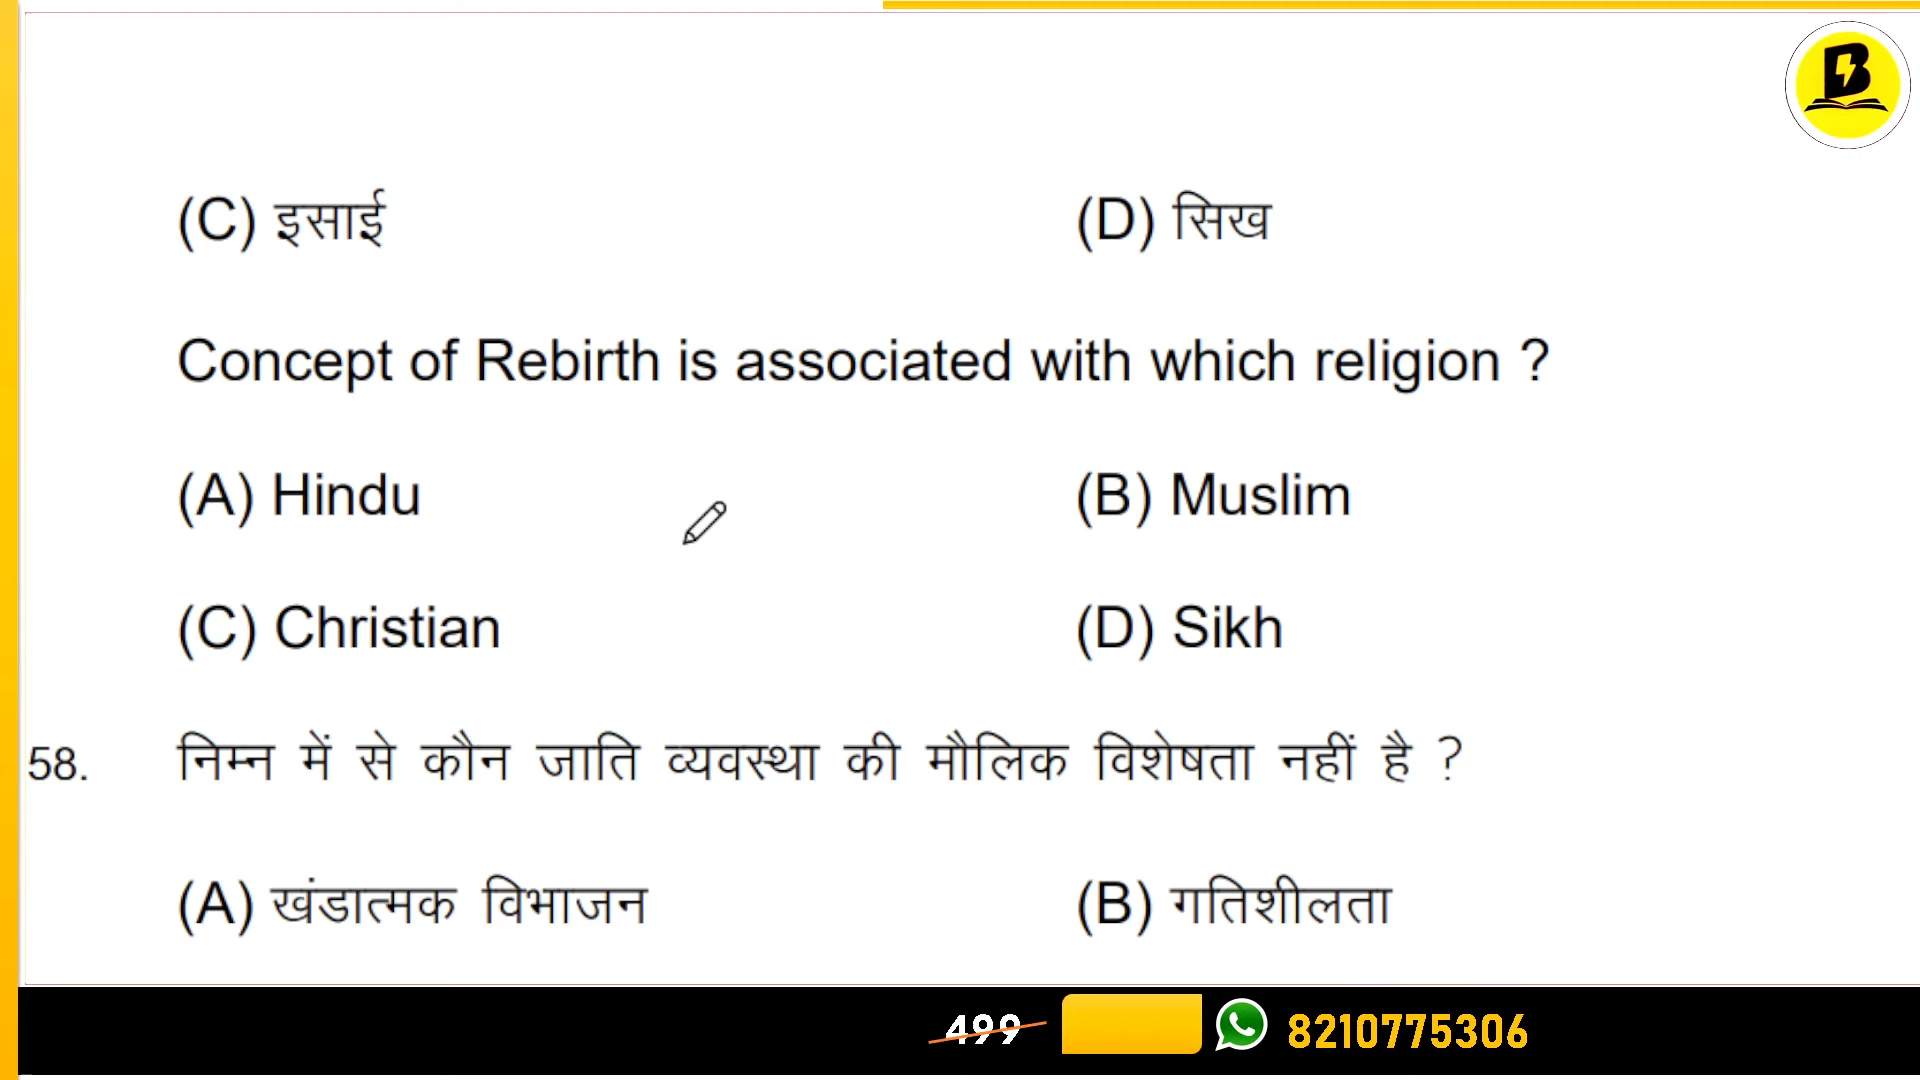 (C) इसाई (D) सिख
Concept of Rebirth is associated with which religion ?
(A) Hindu (B) Muslim
(C) Christian (D) Sikh
58. निम्न में से कौन जाति व्यवस्था की मौलिक विशेषता नहीं है ?
(A) खंडात्मक विभाजन (B) गतिशीलता
499 8210775306